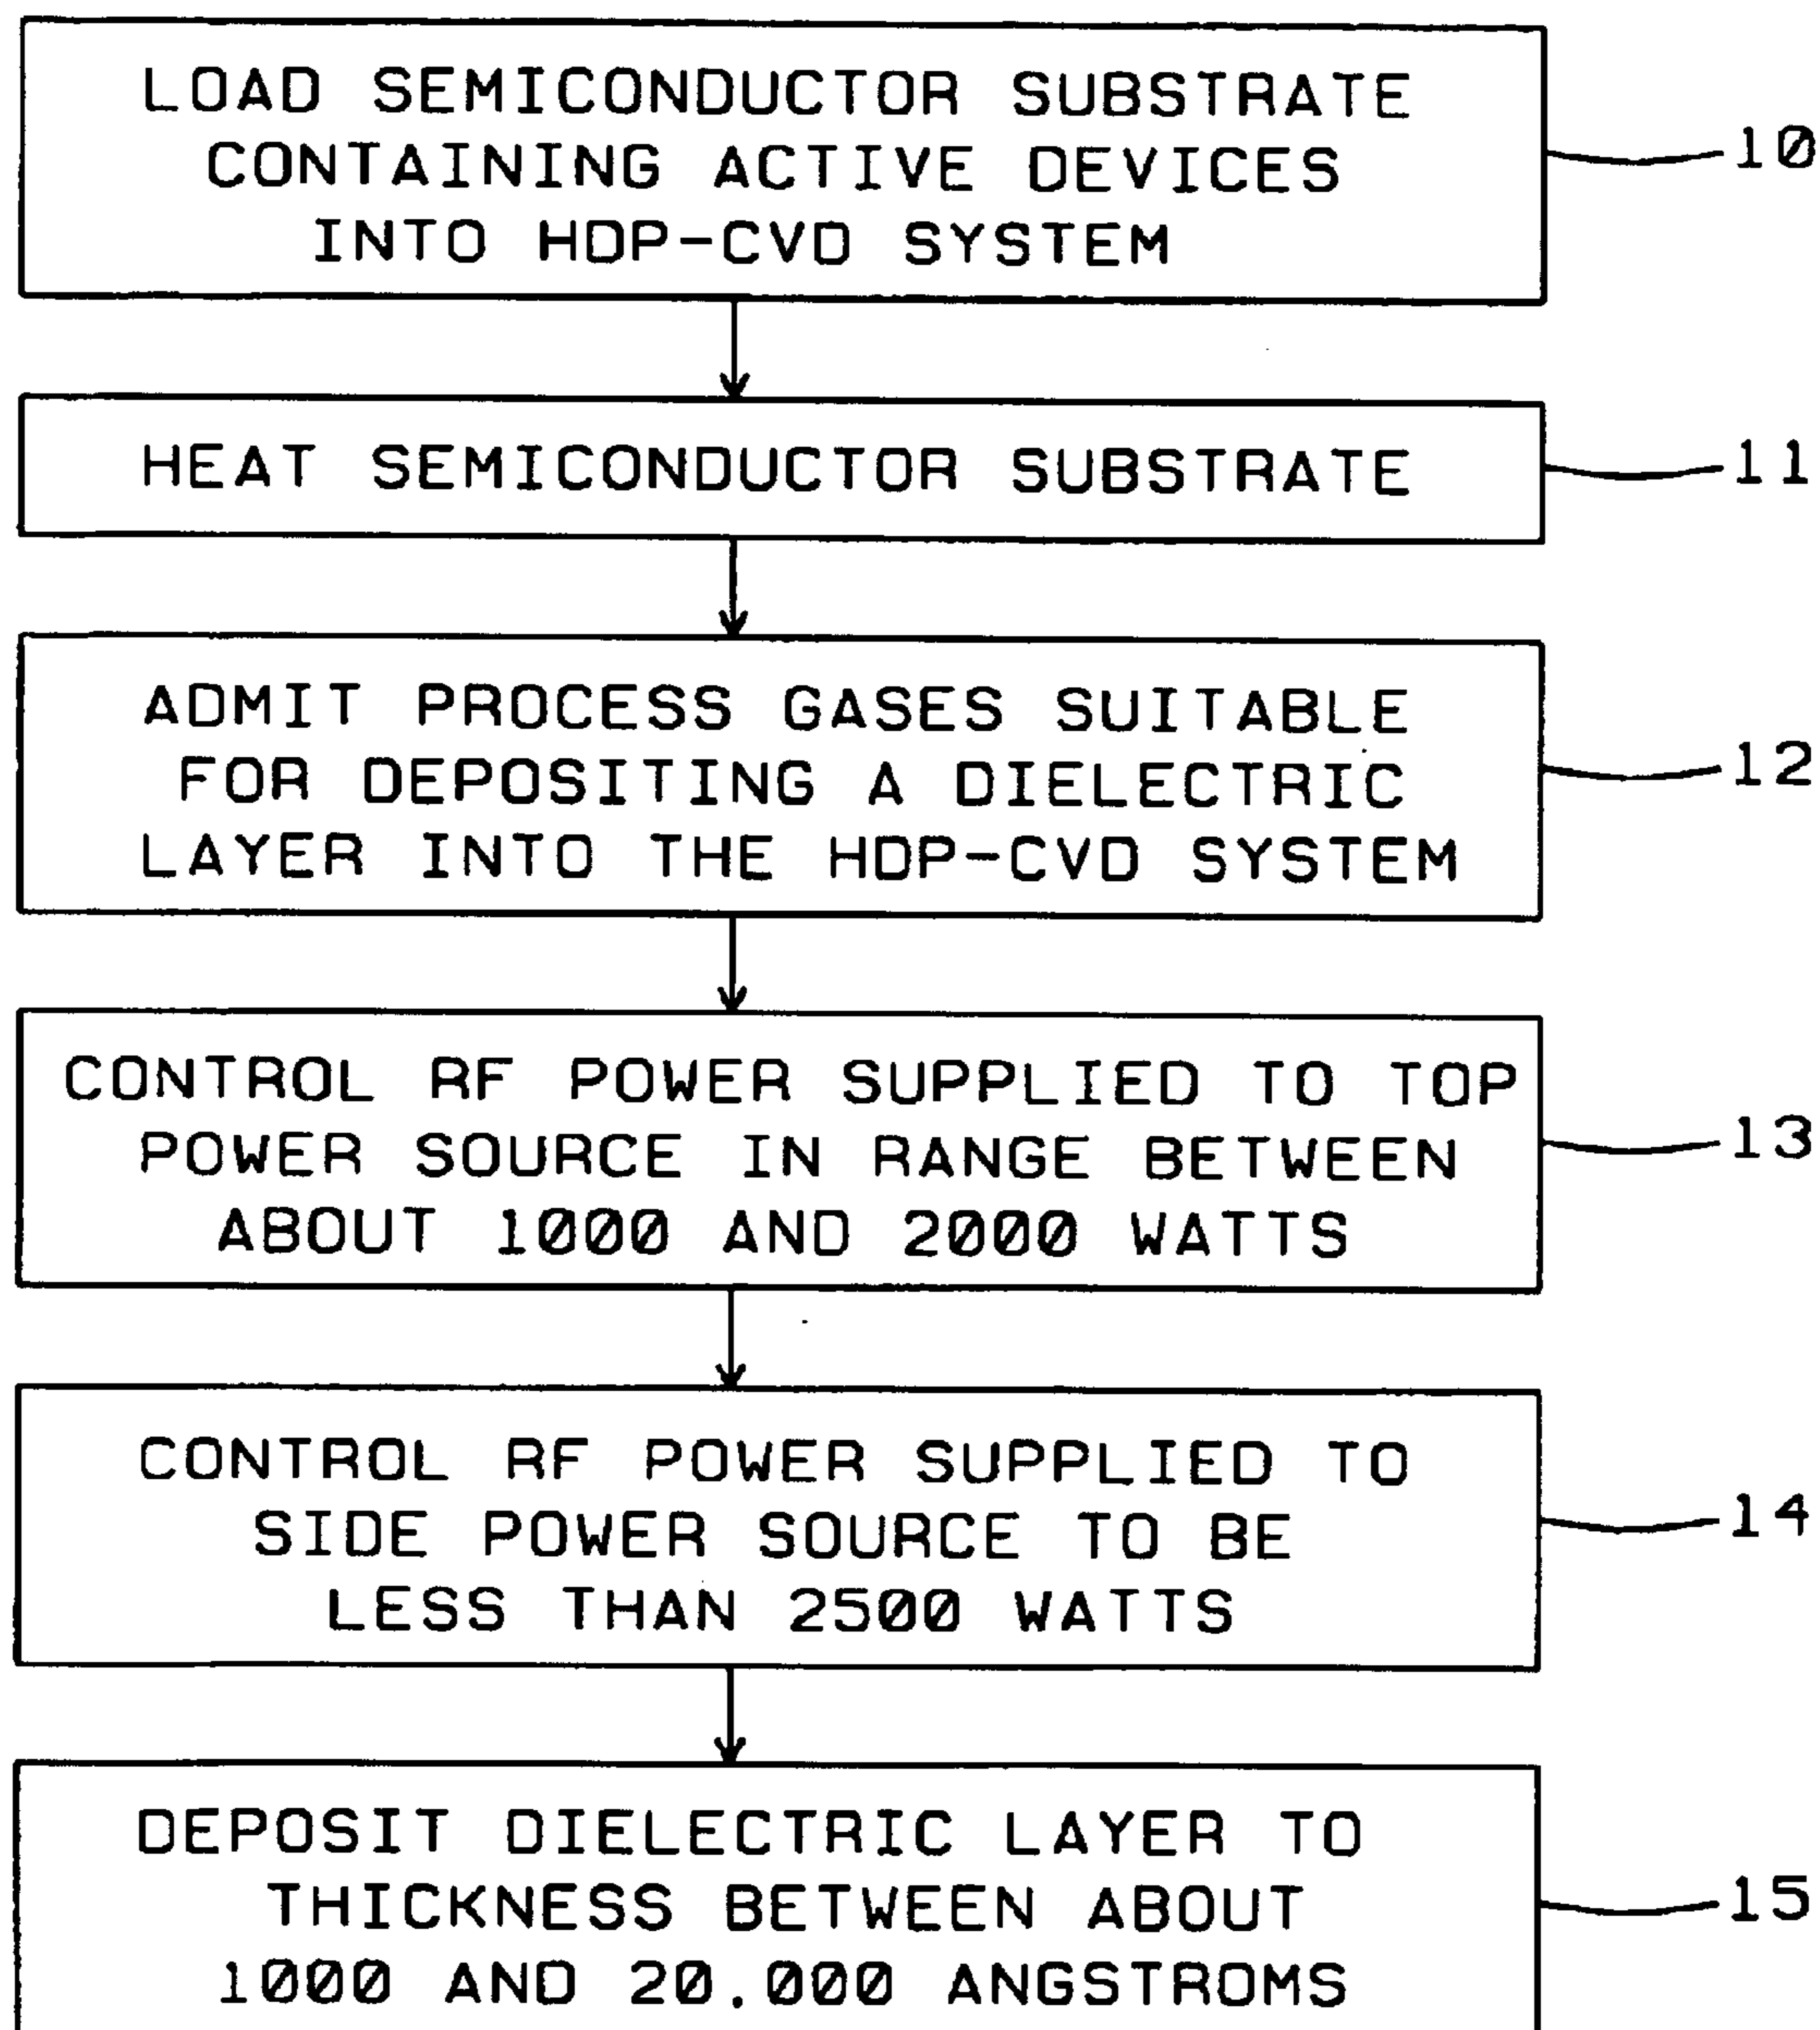 LOAD SEMICONDUCTOR SUBSTRATE
CONTAINING ACTIVE DEVICES
INTO HDP-CVD SYSTEM
10
HEAT SEMICONDUCTOR SUBSTRATE
11
ADMIT PROCESS GASES SUITABLE
FOR DEPOSITING A DIELECTRIC
LAYER INTO THE HDP-CVD SYSTEM
12
CONTROL RF POWER SUPPLIED TO TOP
POWER SOURCE IN RANGE BETWEEN
ABOUT 1000 AND 2000 WATTS
13
CONTROL RF POWER SUPPLIED TO
SIDE POWER SOURCE TO BE
LESS THAN 2500 WATTS
14
DEPOSIT DIELECTRIC LAYER TO
THICKNESS BETWEEN ABOUT
1000 AND 20.000 ANGSTROMS
15